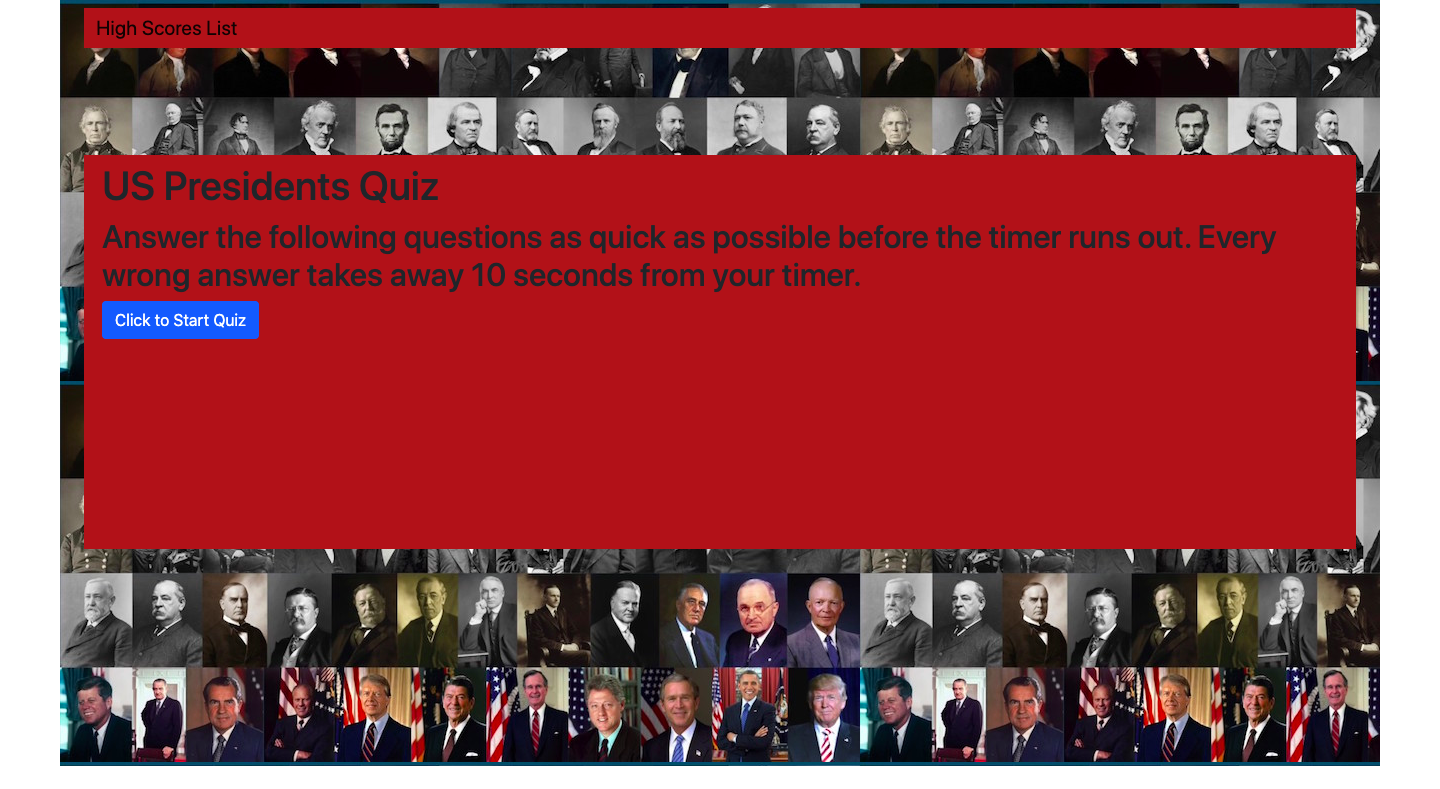 High Scores List
US Presidents Quiz
Answer the following questions as quick as possible before the timer runs out. Every
wrong answer takes away 10 seconds from your timer.
Click to Start Quiz